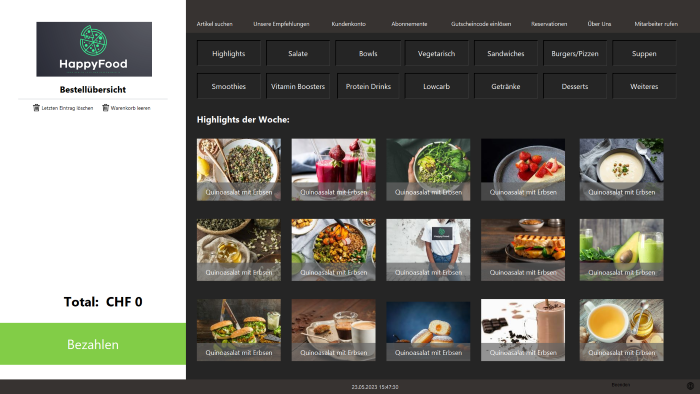 HappyFood
Bestellübersicht
Letzten Eintrag löschen Warenkorb leeren
Total: CHF 0
Bezahlen
Artikel suchen Unsere Empfehlungen Kundenkonto Abonnemente Gutscheincode einlösen Reservationen Über Uns Mitarbeiter rufen
Highlights Salate Bowls Vegetarisch Sandwiches Burgers/Pizzen Suppen
Smoothies Vitamin Boosters Protein Drinks Lowcarb Getränke Desserts Weiteres
Highlights der Woche:
Quinoasalat mit Erbsen Quinoasalat mit Erbsen Quinoasalat mit Erbsen Quinoasalat mit Erbsen Quinoasalat mit Erbsen
Quinoasalat mit Erbsen Quinoasalat mit Erbsen Quinoasalat mit Erbsen Quinoasalat mit Erbsen Quinoasalat mit Erbsen
Quinoasalat mit Erbsen Quinoasalat mit Erbsen Quinoasalat mit Erbsen Quinoasalat mit Erbsen Quinoasalat mit Erbsen
23.05.2023 15:47:50